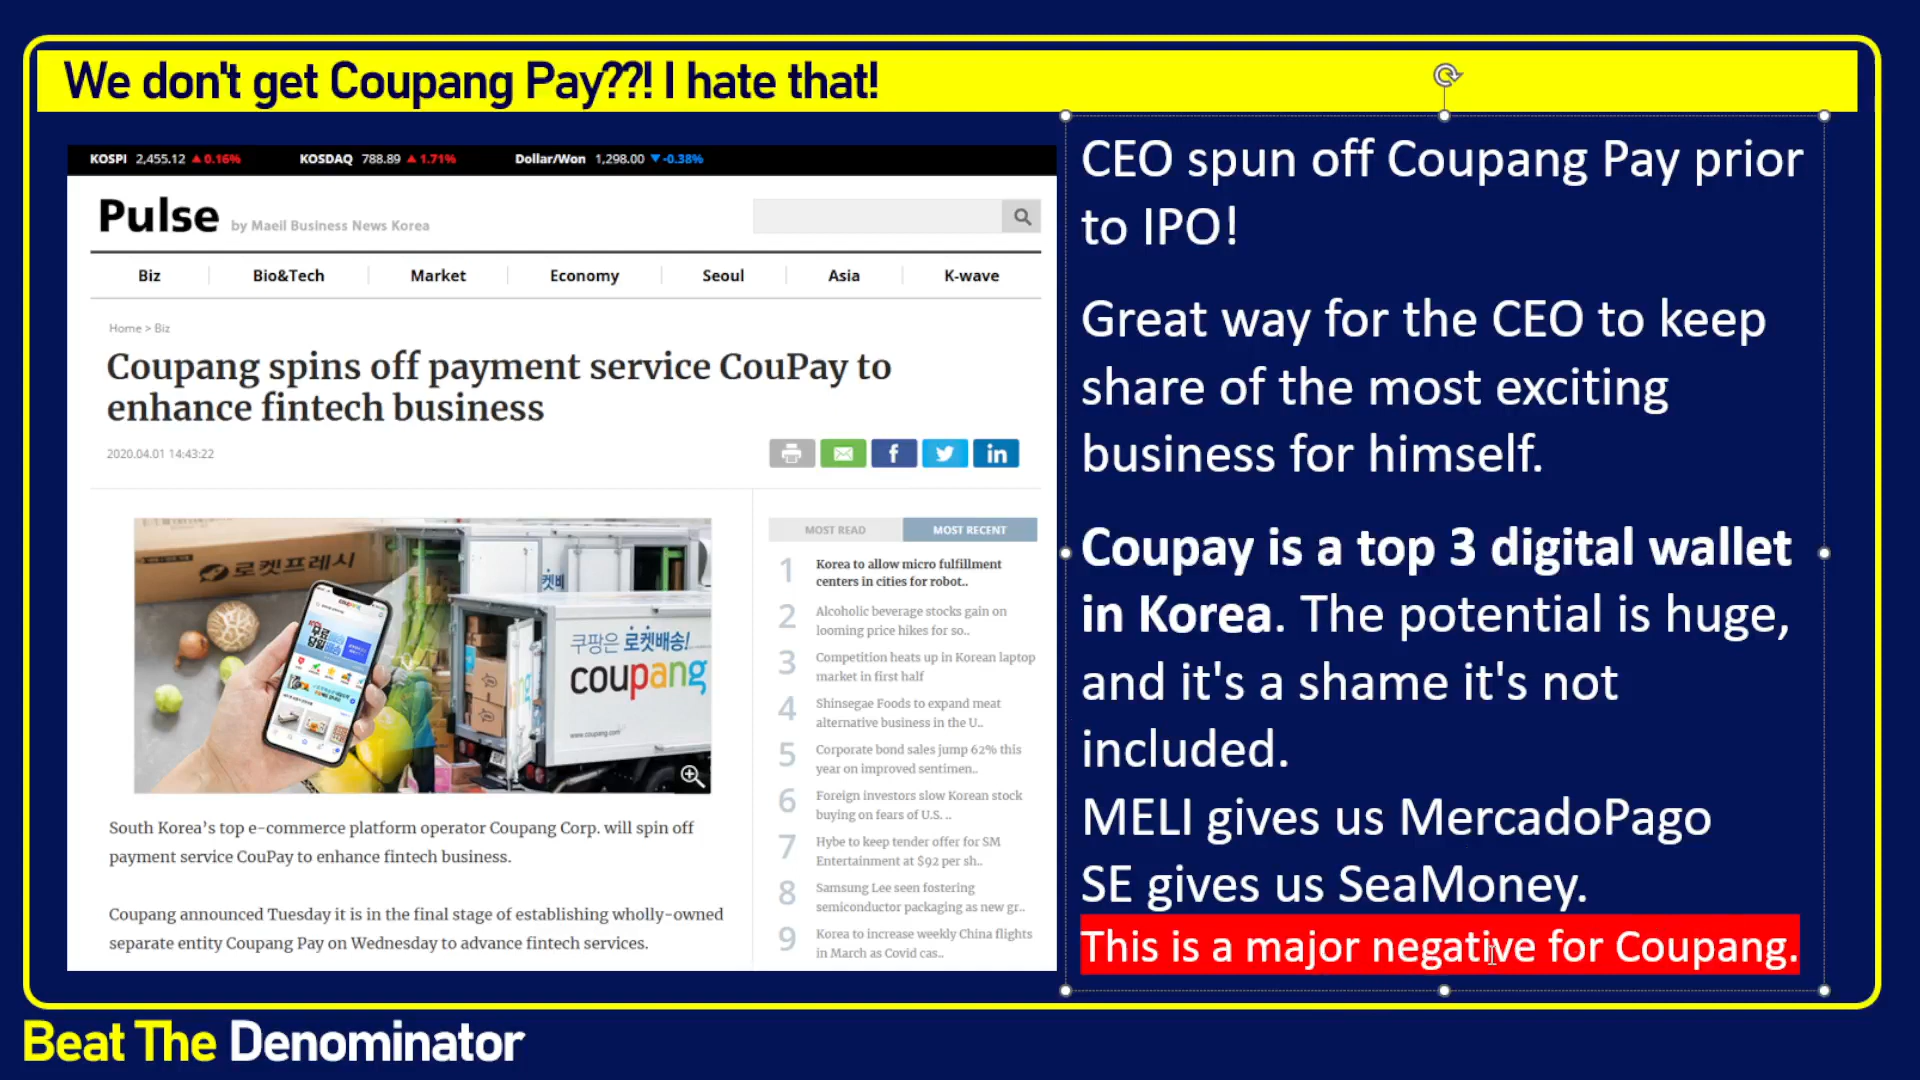 We don't get Coupang Pay??! I hate that!
KOSPI 2,455.12 ▲0.16% KOSDAQ 788.89 ▲1.71% Dollar/Won 1,298.00 ▼-0.38%
Pulse by Maeil Business News Korea
Biz Bio&Tech Market Economy Seoul Asia K-wave
Home > Biz
Coupang spins off payment service CouPay to
enhance fintech business
2020.04.01 14:43:22
로켓프레시
쿠팡은 로켓배송!
coupang
www.coupang.com
South Korea's top e-commerce platform operator Coupang Corp. will spin off
payment service CouPay to enhance fintech business.
Coupang announced Tuesday it is in the final stage of establishing wholly-owned
separate entity Coupang Pay on Wednesday to advance fintech services.
MOST READ MOST RECENT
1 Korea to allow micro fulfillment
centers in cities for robot..
2 Alcoholic beverage stocks gain on
looming price hikes for so..
3 Competition heats up in Korean laptop
market in first half
4 Shinsegae Foods to expand meat
alternative business in the U..
5 Corporate bond sales jump 62% this
year on improved sentimen..
6 Foreign investors slow Korean stock
buying on fears of U.S. ..
7 Hybe to keep tender offer for SM
Entertainment at $92 per sh..
8 Samsung Lee seen fostering
semiconductor packaging as new gr..
9 Korea to increase weekly China flights
in March as Covid cas..
CEO spun off Coupang Pay prior
to IPO!
Great way for the CEO to keep
share of the most exciting
business for himself.
Coupay is a top 3 digital wallet
in Korea. The potential is huge,
and it's a shame it's not
included.
MELI gives us MercadoPago
SE gives us SeaMoney.
This is a major negative for Coupang.
Beat The Denominator